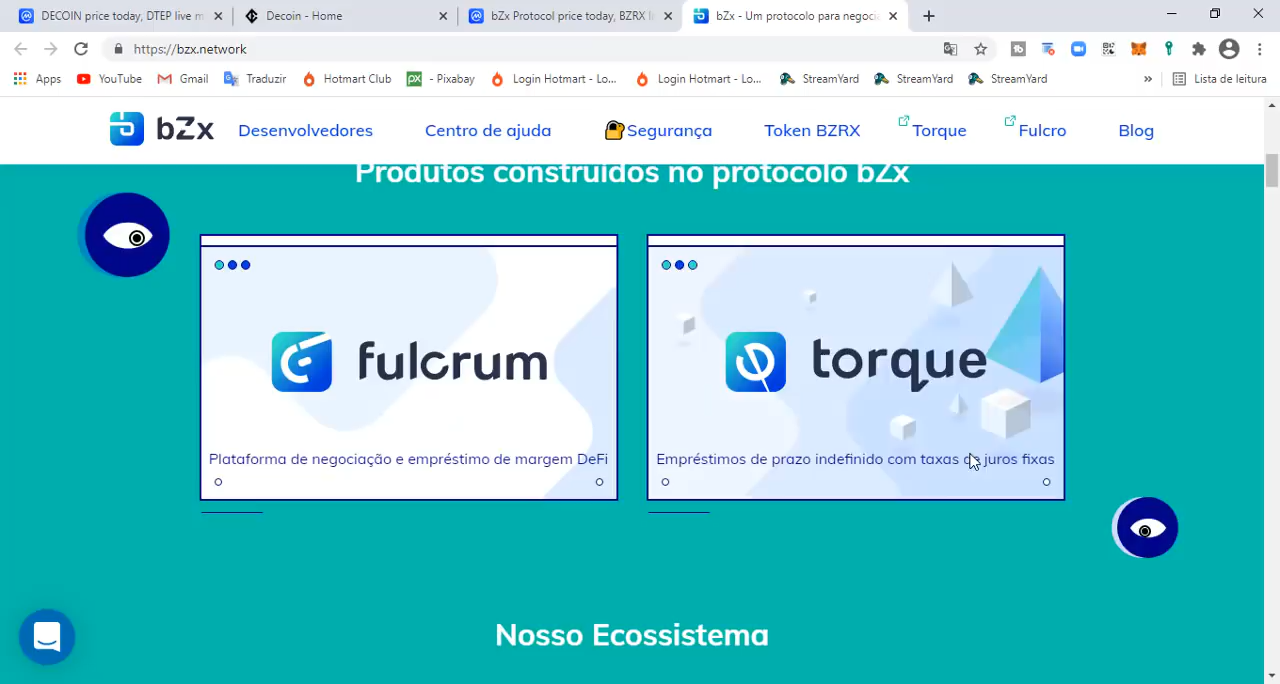 DECOIN price today, DTEP live m
Decoin - Home
bZx Protocol price today, BZRX li
bZx - Um protocolo para negocia
https://bzx.network
Apps
YouTube
Gmail
Traduzir
Hotmart Club
px
- Pixabay
Login Hotmart - Lo...
Login Hotmart - Lo...
StreamYard
StreamYard
StreamYard
»
Lista de leitura
bZx
Desenvolvedores
Centro de ajuda
Segurança
Token BZRX
Torque
Fulcro
Blog
Produtos construídos no protocolo bZx
fulcrum
torque
Plataforma de negociação e empréstimo de margem DeFi
Empréstimos de prazo indefinido com taxas de juros fixas
Nosso Ecossistema